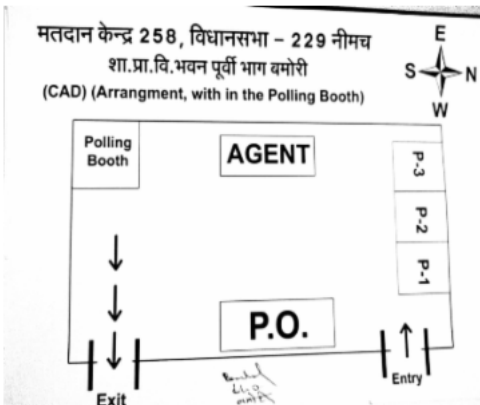 मतदान केन्द्र 258, विधानसभा – 229 नीमच
शा.प्रा.वि.भवन पूर्वी भाग बमोरी
(CAD) (Arrangment, with in the Polling Booth)
E
S N
W
Polling
Booth
AGENT
P-3
P-2
P-1
P.O.
Exit
Entry